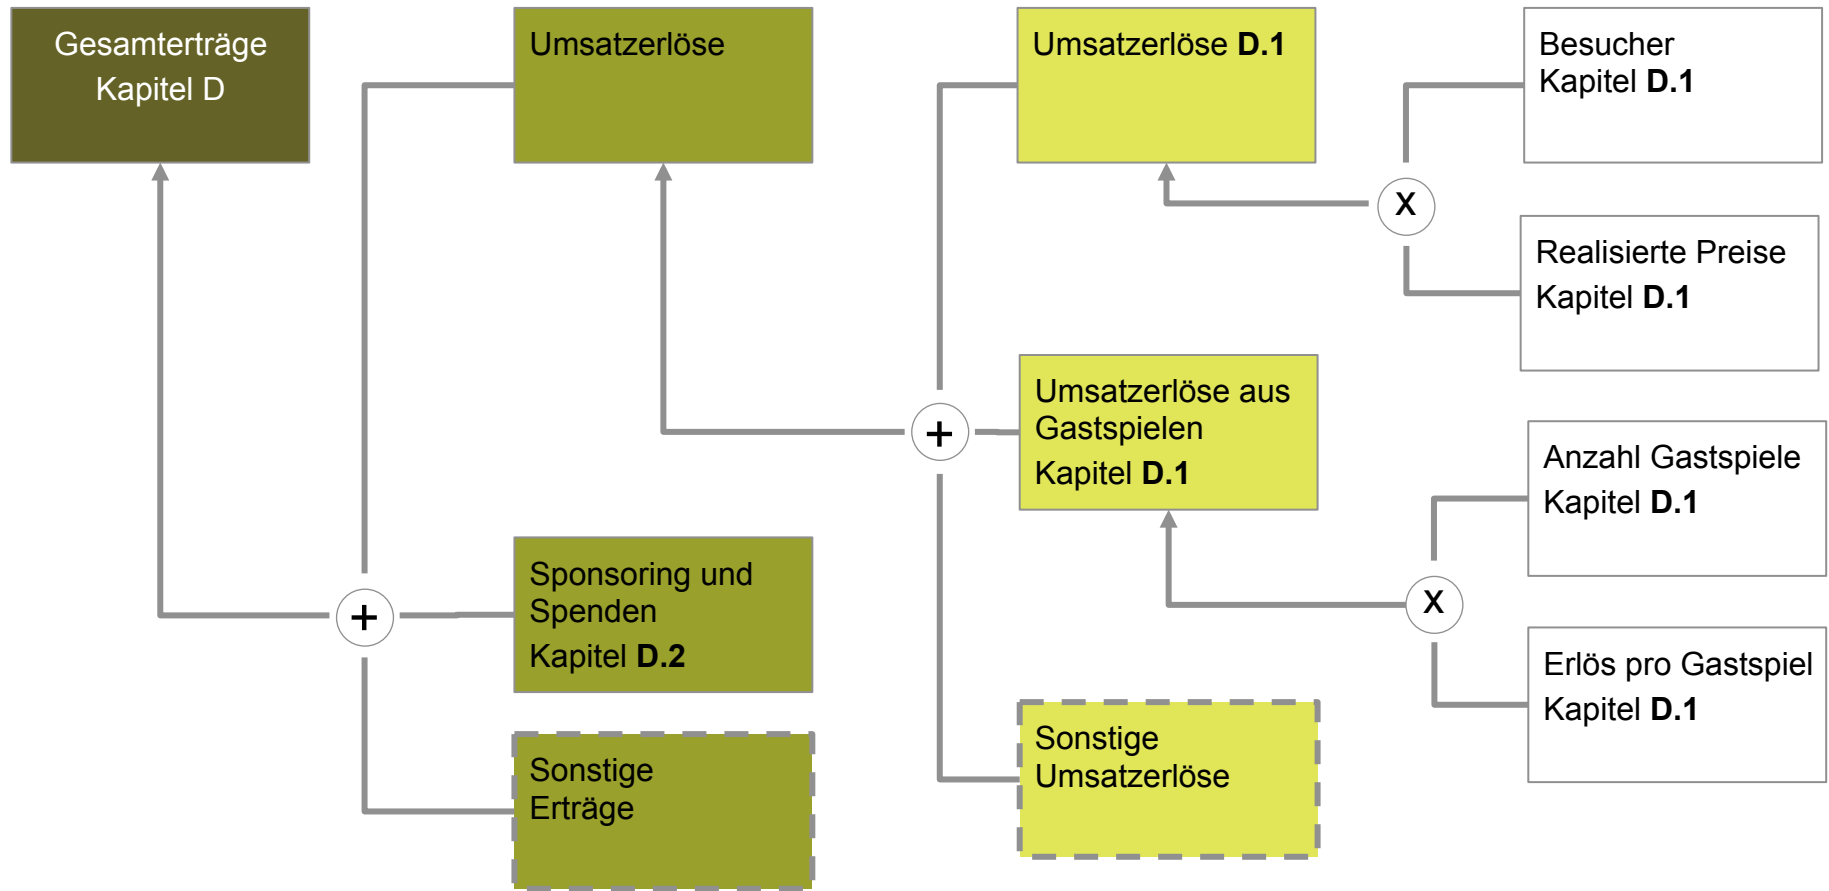 Gesamterträge
Kapitel D
Umsatzerlöse
Sponsoring und
Spenden
Kapitel D.2
Sonstige
Erträge
+
Umsatzerlöse D.1
Umsatzerlöse aus
Gastspielen
Kapitel D.1
Sonstige
Umsatzerlöse
+
Besucher
Kapitel D.1
x
Realisierte Preise
Kapitel D.1
Anzahl Gastspiele
Kapitel D.1
x
Erlös pro Gastspiel
Kapitel D.1